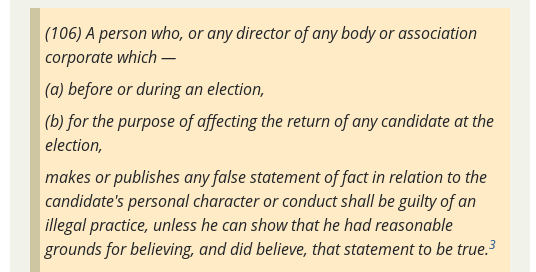 (106) A person who, or any director of any body or association
corporate which —
(a) before or during an election,
(b) for the purpose of affecting the return of any candidate at the
election,
makes or publishes any false statement of fact in relation to the
candidate's personal character or conduct shall be guilty of an
illegal practice, unless he can show that he had reasonable
grounds for believing, and did believe, that statement to be true.3